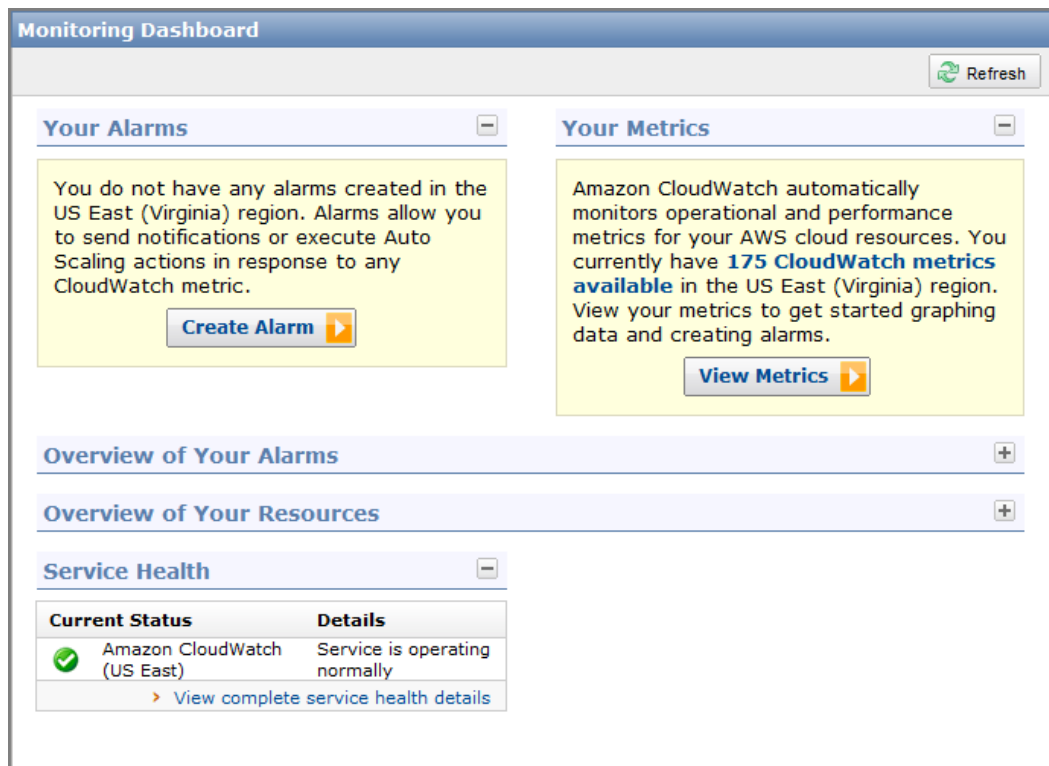 Monitoring Dashboard
Refresh
Your Alarms
You do not have any alarms created in the
US East (Virginia) region. Alarms allow you
to send notifications or execute Auto
Scaling actions in response to any
CloudWatch metric.
Create Alarm
Your Metrics
Amazon CloudWatch automatically
monitors operational and performance
metrics for your AWS cloud resources. You
currently have 175 CloudWatch metrics
available in the US East (Virginia) region.
View your metrics to get started graphing
data and creating alarms.
View Metrics
Overview of Your Alarms
Overview of Your Resources
Service Health
Current Status Details
Amazon CloudWatch Service is operating
(US East) normally
View complete service health details